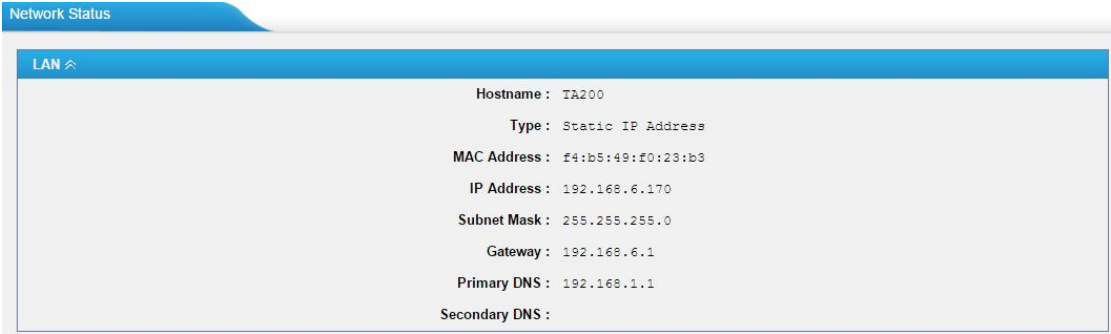 Network Status
LAN
Hostname : TA200
Type : Static IP Address
MAC Address : f4:b5:49:f0:23:b3
IP Address : 192.168.6.170
Subnet Mask : 255.255.255.0
Gateway : 192.168.6.1
Primary DNS : 192.168.1.1
Secondary DNS :